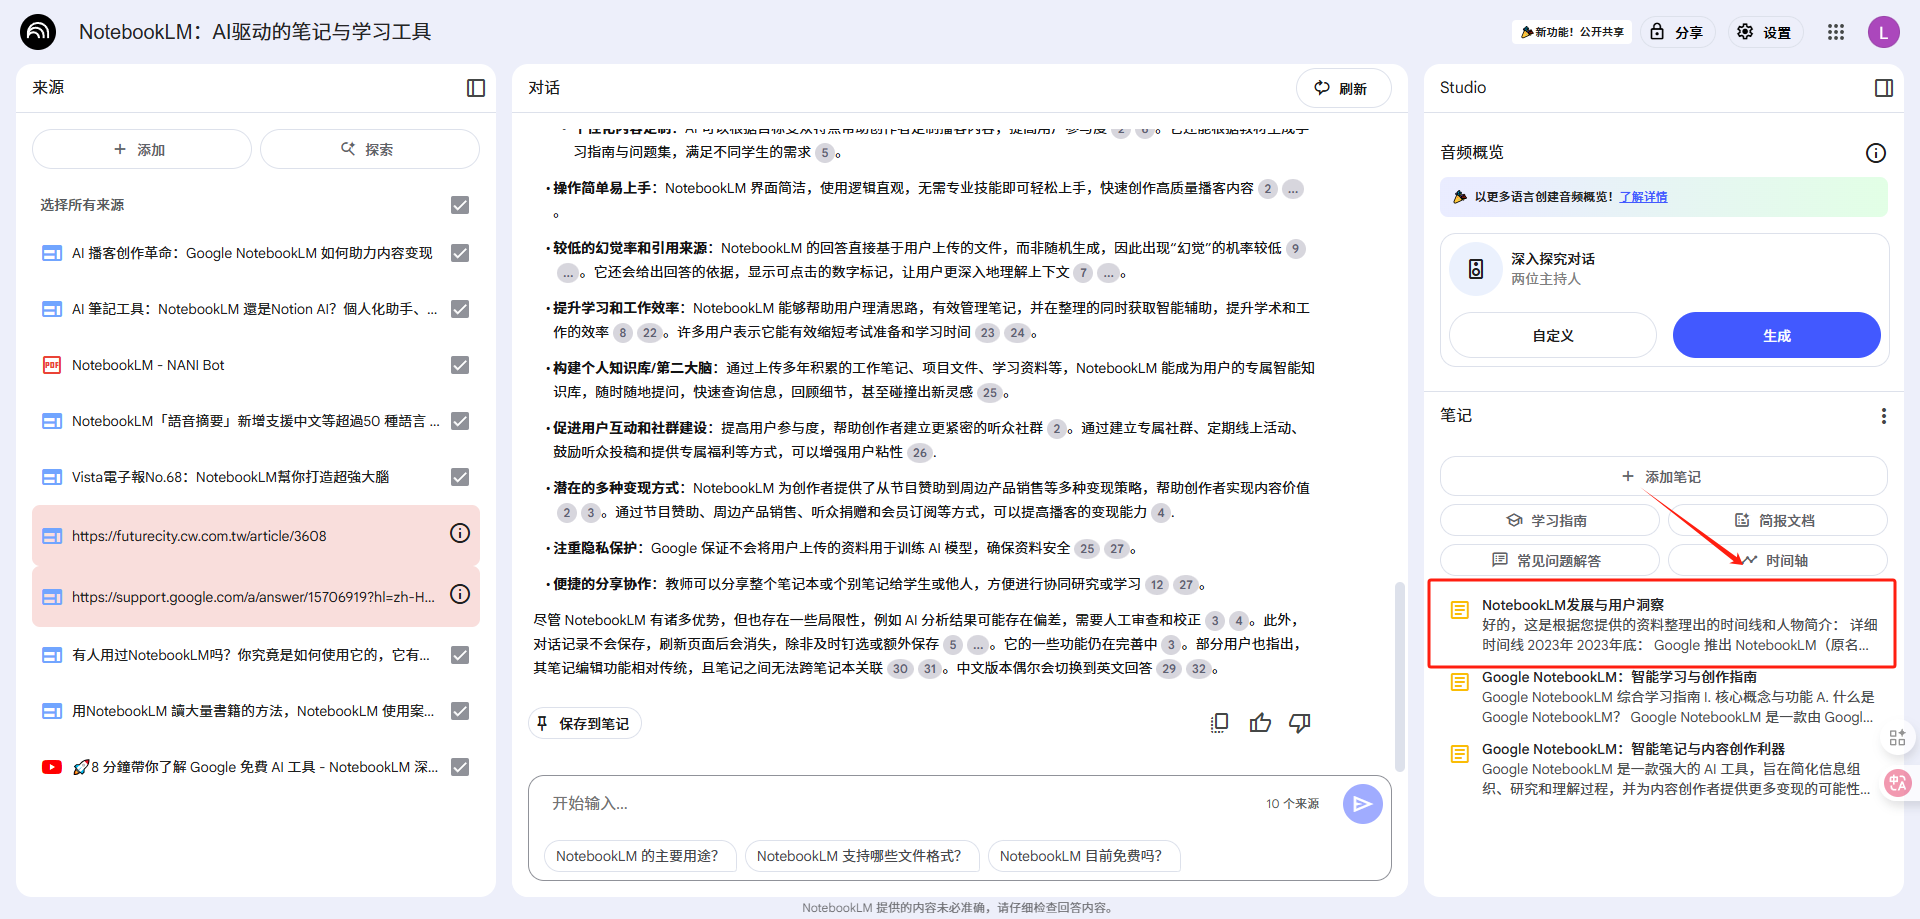 NotebookLM：AI驱动的笔记与学习工具
新功能！公开共享
分享
设置
L
来源
添加
探索
选择所有来源
AI 播客创作革命：Google NotebookLM 如何助力内容变现
AI 筆記工具：NotebookLM 還是Notion AI？個人化助手、...
NotebookLM - NANI Bot
NotebookLM「語音摘要」新增支援中文等超過50 種語言 ...
Vista電子報No.68：NotebookLM幫你打造超強大腦
https://futurecity.cw.com.tw/article/3608
https://support.google.com/a/answer/15706919?hl=zh-H...
有人用过NotebookLM吗？你究竟是如何使用它的，它有...
用NotebookLM 讀大量書籍的方法，NotebookLM 使用案...
🚀8 分鐘帶你了解 Google 免費 AI 工具 - NotebookLM 深...
对话
刷新
• 个性化内容定制：AI 可以根据目标受众特点帮助创作者定制播客内容，提高用户参与度 2 6 。它还能根据教材生成学
习指南与问题集，满足不同学生的需求 5 。
• 操作简单易上手：NotebookLM 界面简洁，使用逻辑直观，无需专业技能即可轻松上手，快速创作高质量播客内容 2 ...
。
• 较低的幻觉率和引用来源：NotebookLM 的回答直接基于用户上传的文件，而非随机生成，因此出现“幻觉”的机率较低 9
... 。它还会给出回答的依据，显示可点击的数字标记，让用户更深入地理解上下文 7 ... 。
• 提升学习和工作效率：NotebookLM 能够帮助用户理清思路，有效管理笔记，并在整理的同时获取智能辅助，提升学术和工
作的效率 8 22 。许多用户表示它能有效缩短考试准备和学习时间 23 24 。
• 构建个人知识库/第二大脑：通过上传多年积累的工作笔记、项目文件、学习资料等，NotebookLM 能成为用户的专属智能知
识库，随时随地提问，快速查询信息，回顾细节，甚至碰撞出新灵感 25 。
• 促进用户互动和社群建设：提高用户参与度，帮助创作者建立更紧密的听众社群 2 。通过建立专属社群、定期线上活动、
鼓励听众投稿和提供专属福利等方式，可以增强用户粘性 26 .
• 潜在的多种变现方式：NotebookLM 为创作者提供了从节目赞助到周边产品销售等多种变现策略，帮助创作者实现内容价值
2 3 。通过节目赞助、周边产品销售、听众捐赠和会员订阅等方式，可以提高播客的变现能力 4 .
• 注重隐私保护：Google 保证不会将用户上传的资料用于训练 AI 模型，确保资料安全 25 27 。
• 便捷的分享协作：教师可以分享整个笔记本或个别笔记给学生或他人，方便进行协同研究或学习 12 27 。
尽管 NotebookLM 有诸多优势，但也存在一些局限性，例如 AI 分析结果可能存在偏差，需要人工审查和校正 3 4 。此外，
对话记录不会保存，刷新页面后会消失，除非及时钉选或额外保存 5 ... 。它的一些功能仍在完善中 3 。部分用户也指出，
其笔记编辑功能相对传统，且笔记之间无法跨笔记本关联 30 31 。中文版本偶尔会切换到英文回答 29 32 。
保存到笔记
开始输入...
10 个来源
NotebookLM 的主要用途？
NotebookLM 支持哪些文件格式？
NotebookLM 目前免费吗？
NotebookLM 提供的内容未必准确，请仔细检查回答内容。
Studio
音频概览
以更多语言创建音频概览！了解详情
深入探究对话
两位主持人
自定义
生成
笔记
添加笔记
学习指南
简报文档
常见问题解答
时间轴
NotebookLM发展与用户洞察
好的，这是根据您提供的资料整理出的时间线和人物简介： 详细
时间线 2023年 2023年底： Google 推出 NotebookLM（原名...
Google NotebookLM：智能学习与创作指南
Google NotebookLM 综合学习指南 I. 核心概念与功能 A. 什么是
Google NotebookLM？ Google NotebookLM 是一款由 Googl...
Google NotebookLM：智能笔记与内容创作利器
Google NotebookLM 是一款强大的 AI 工具，旨在简化信息组
织、研究和理解过程，并为内容创作者提供更多变现的可能性...